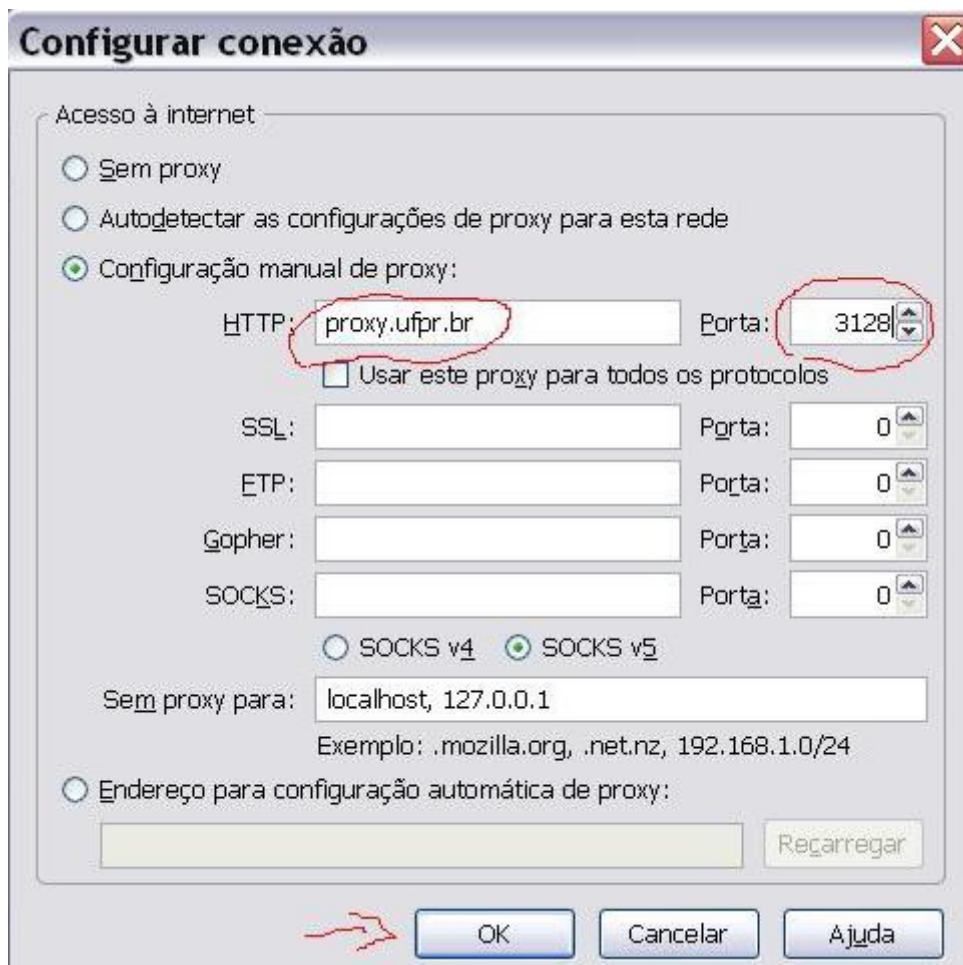 Configurar conexão
Acesso à internet
Sem proxy
Autodetectar as configurações de proxy para esta rede
Configuração manual de proxy:
HTTP: proxy.ufpr.br Porta: 3128
Usar este proxy para todos os protocolos
SSL: Porta: 0
FTP: Porta: 0
Gopher: Porta: 0
SOCKS: Porta: 0
SOCKS v4 SOCKS v5
Sem proxy para: localhost, 127.0.0.1
Exemplo: .mozilla.org, .net.nz, 192.168.1.0/24
Endereço para configuração automática de proxy:
Recarregar
OK Cancelar Ajuda